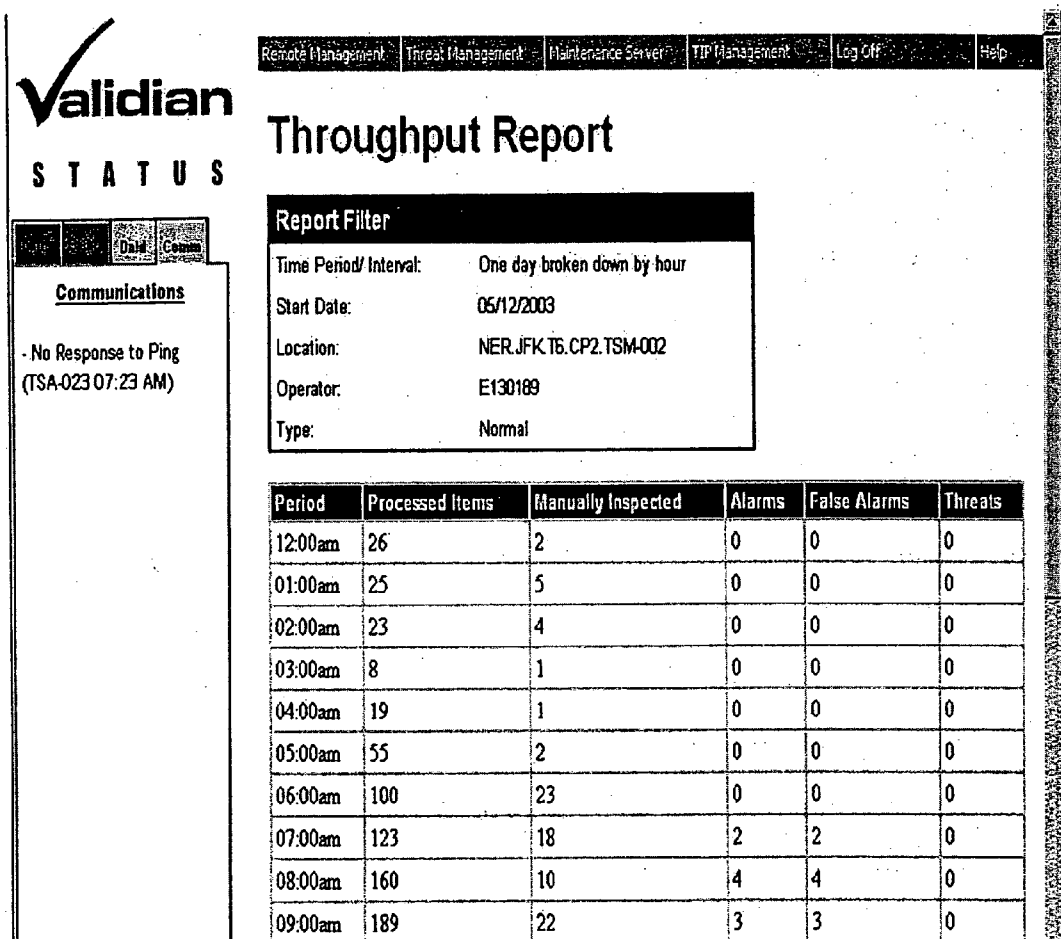 Validian
STATUS
Data Comm
Communications
- No Response to Ping
(TSA-023 07:23 AM)
Remote Management Threat Management Maintenance Server TIP Management Log Off Help
Throughput Report
Report Filter
Time Period/ Interval: One day broken down by hour
Start Date: 05/12/2003
Location: NER.JFK.T6.CP2.TSM-002
Operator: E130189
Type: Normal
Period Processed Items Manually Inspected Alarms False Alarms Threats
12:00am 26 2 0 0 0
01:00am 25 5 0 0 0
02:00am 23 4 0 0 0
03:00am 8 1 0 0 0
04:00am 19 1 0 0 0
05:00am 55 2 0 0 0
06:00am 100 23 0 0 0
07:00am 123 18 2 2 0
08:00am 160 10 4 4 0
09:00am 189 22 3 3 0